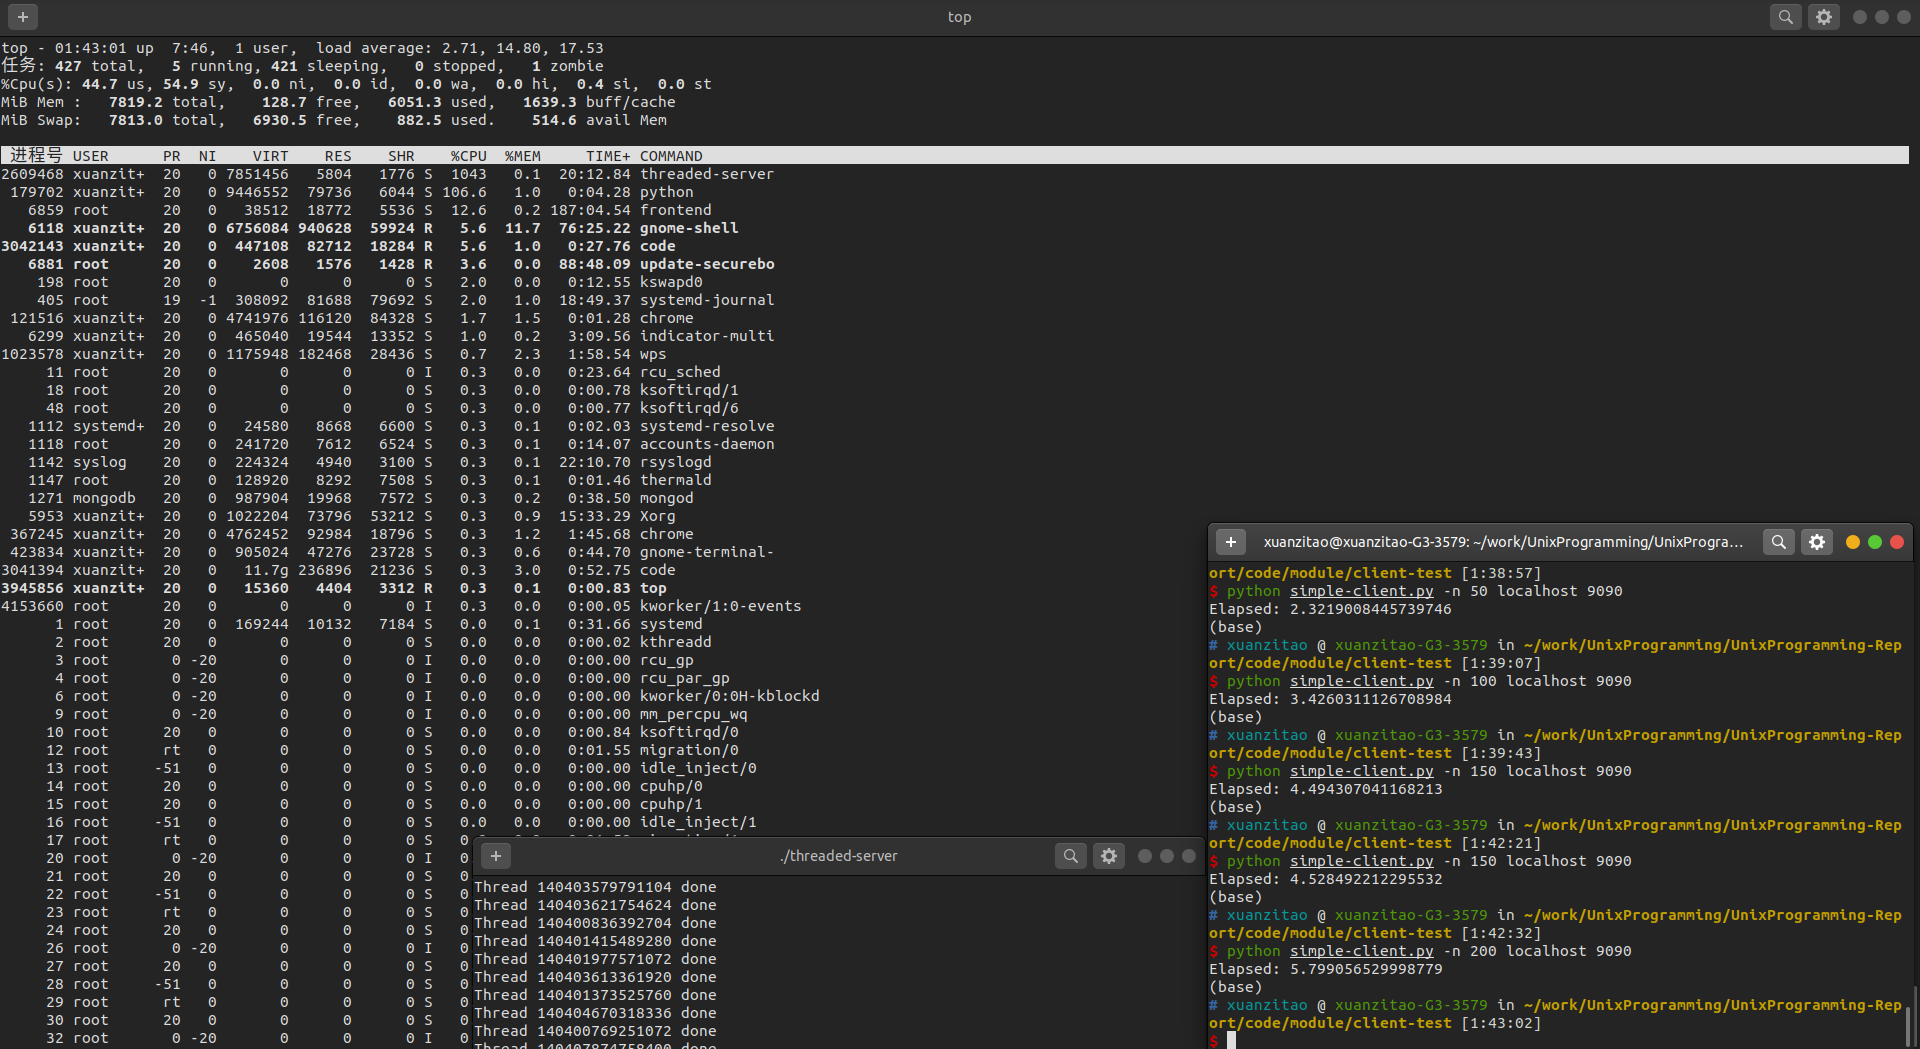 top
top - 01:43:01 up  7:46,  1 user,  load average: 2.71, 14.80, 17.53
任务: 427 total,   5 running, 421 sleeping,   0 stopped,   1 zombie
%Cpu(s): 44.7 us, 54.9 sy,  0.0 ni,  0.0 id,  0.0 wa,  0.0 hi,  0.4 si,  0.0 st
MiB Mem :   7819.2 total,    128.7 free,   6051.3 used,   1639.3 buff/cache
MiB Swap:   7813.0 total,   6930.5 free,    882.5 used.    514.6 avail Mem
进程号 USER      PR  NI    VIRT    RES    SHR    %CPU  %MEM     TIME+ COMMAND
2609468 xuanzit+  20   0 7851456   5804   1776 S  1043   0.1  20:12.84 threaded-server
179702 xuanzit+  20   0 9446552  79736   6044 S 106.6   1.0   0:04.28 python
6859 root      20   0   38512  18772   5536 S  12.6   0.2 187:04.54 frontend
6118 xuanzit+  20   0 6756084 940628  59924 R   5.6  11.7  76:25.22 gnome-shell
3042143 xuanzit+  20   0  447108  82712  18284 R   5.6   1.0   0:27.76 code
6881 root      20   0    2608   1576   1428 R   3.6   0.0  88:48.09 update-securebo
198 root      20   0       0      0      0 S   2.0   0.0   0:12.55 kswapd0
405 root      19  -1  308092  81688  79692 S   2.0   1.0  18:49.37 systemd-journal
121516 xuanzit+  20   0 4741976 116120  84328 S   1.7   1.5   0:01.28 chrome
6299 xuanzit+  20   0  465040  19544  13352 S   1.0   0.2   3:09.56 indicator-multi
1023578 xuanzit+  20   0 1175948 182468  28436 S   0.7   2.3   1:58.54 wps
11 root      20   0       0      0      0 I   0.3   0.0   0:23.64 rcu_sched
18 root      20   0       0      0      0 S   0.3   0.0   0:00.78 ksoftirqd/1
48 root      20   0       0      0      0 S   0.3   0.0   0:00.77 ksoftirqd/6
1112 systemd+  20   0   24580   8668   6600 S   0.3   0.1   0:02.03 systemd-resolve
1118 root      20   0  241720   7612   6524 S   0.3   0.1   0:14.07 accounts-daemon
1142 syslog    20   0  224324   4940   3100 S   0.3   0.1  22:10.70 rsyslogd
1147 root      20   0  128920   8292   7508 S   0.3   0.1   0:01.46 thermald
1271 mongodb   20   0  987904  19968   7572 S   0.3   0.2   0:38.50 mongod
5953 xuanzit+  20   0 1022204  73796  53212 S   0.3   0.9  15:33.29 Xorg
367245 xuanzit+  20   0 4762452  92984  18796 S   0.3   1.2   1:45.68 chrome
423834 xuanzit+  20   0  905024  47276  23728 S   0.3   0.6   0:44.70 gnome-terminal-
3041394 xuanzit+  20   0   11.7g 236896  21236 S   0.3   3.0   0:52.75 code
3945856 xuanzit+  20   0   15360   4404   3312 R   0.3   0.1   0:00.83 top
4153660 root      20   0       0      0      0 I   0.3   0.0   0:00.05 kworker/1:0-events
1 root      20   0  169244  10132   7184 S   0.0   0.1   0:31.66 systemd
2 root      20   0       0      0      0 S   0.0   0.0   0:00.02 kthreadd
3 root       0 -20       0      0      0 I   0.0   0.0   0:00.00 rcu_gp
4 root       0 -20       0      0      0 I   0.0   0.0   0:00.00 rcu_par_gp
6 root       0 -20       0      0      0 I   0.0   0.0   0:00.00 kworker/0:0H-kblockd
9 root       0 -20       0      0      0 I   0.0   0.0   0:00.00 mm_percpu_wq
10 root      20   0       0      0      0 S   0.0   0.0   0:00.84 ksoftirqd/0
12 root      rt   0       0      0      0 S   0.0   0.0   0:01.55 migration/0
13 root     -51   0       0      0      0 S   0.0   0.0   0:00.00 idle_inject/0
14 root      20   0       0      0      0 S   0.0   0.0   0:00.00 cpuhp/0
15 root      20   0       0      0      0 S   0.0   0.0   0:00.00 cpuhp/1
16 root     -51   0       0      0      0 S   0.0   0.0   0:00.00 idle_inject/1
17 root      rt   0       0      0      0 S   0
20 root       0 -20       0      0      0 I   0
21 root      20   0       0      0      0 S   0
22 root     -51   0       0      0      0 S   0
23 root      rt   0       0      0      0 S   0
24 root      20   0       0      0      0 S   0
26 root       0 -20       0      0      0 I   0
27 root      20   0       0      0      0 S   0
28 root     -51   0       0      0      0 S   0
29 root      rt   0       0      0      0 S   0
30 root      20   0       0      0      0 S   0
32 root       0 -20       0      0      0 I   0
./threaded-server
Thread 140403579791104 done
Thread 140403621754624 done
Thread 140400836392704 done
Thread 140401415489280 done
Thread 140401977571072 done
Thread 140403613361920 done
Thread 140401373525760 done
Thread 140404670318336 done
Thread 140400769251072 done
Thread 140407874758400 done
xuanzitao@xuanzitao-G3-3579: ~/work/UnixProgramming/UnixProgra...
ort/code/module/client-test [1:38:57]
$ python simple-client.py -n 50 localhost 9090
Elapsed: 2.3219008445739746
(base)
# xuanzitao @ xuanzitao-G3-3579 in ~/work/UnixProgramming/UnixProgramming-Rep
ort/code/module/client-test [1:39:07]
$ python simple-client.py -n 100 localhost 9090
Elapsed: 3.4260311126708984
(base)
# xuanzitao @ xuanzitao-G3-3579 in ~/work/UnixProgramming/UnixProgramming-Rep
ort/code/module/client-test [1:39:43]
$ python simple-client.py -n 150 localhost 9090
Elapsed: 4.494307041168213
(base)
# xuanzitao @ xuanzitao-G3-3579 in ~/work/UnixProgramming/UnixProgramming-Rep
ort/code/module/client-test [1:42:21]
$ python simple-client.py -n 150 localhost 9090
Elapsed: 4.528492212295532
(base)
# xuanzitao @ xuanzitao-G3-3579 in ~/work/UnixProgramming/UnixProgramming-Rep
ort/code/module/client-test [1:42:32]
$ python simple-client.py -n 200 localhost 9090
Elapsed: 5.799056529998779
(base)
# xuanzitao @ xuanzitao-G3-3579 in ~/work/UnixProgramming/UnixProgramming-Rep
ort/code/module/client-test [1:43:02]
$